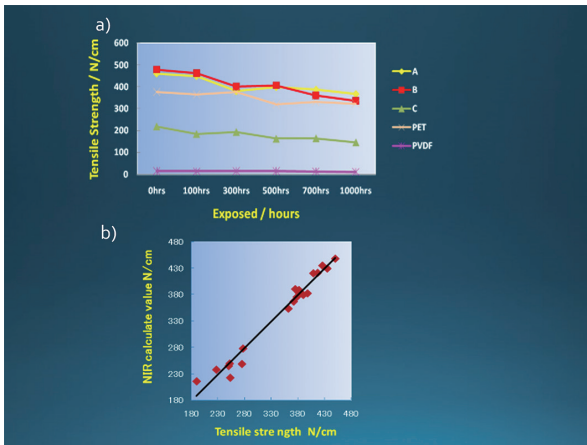 a)
600
500
400
300
200
100
0
Tensile Strength / N/cm
0hrs 100hrs 300hrs 500hrs 700hrs 1000hrs
Exposed / hours
A
B
C
PET
PVDF
b)
480
430
380
330
280
230
180
NIR calculate value N/cm
180 230 280 330 380 430 480
Tensile stre ngth N/cm